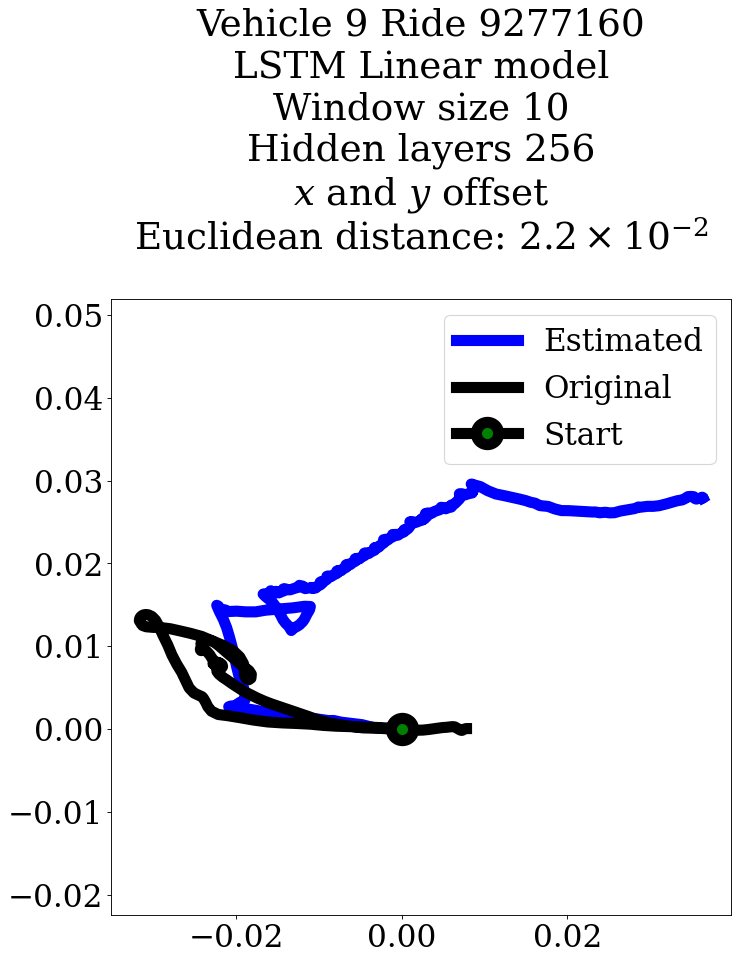 Vehicle 9 Ride 9277160
LSTM Linear model
Window size 10
Hidden layers 256
x and y offset
Euclidean distance: 2.2 × 10⁻²
Estimated
Original
Start
0.05
0.04
0.03
0.02
0.01
0.00
−0.01
−0.02
−0.02 0.00 0.02